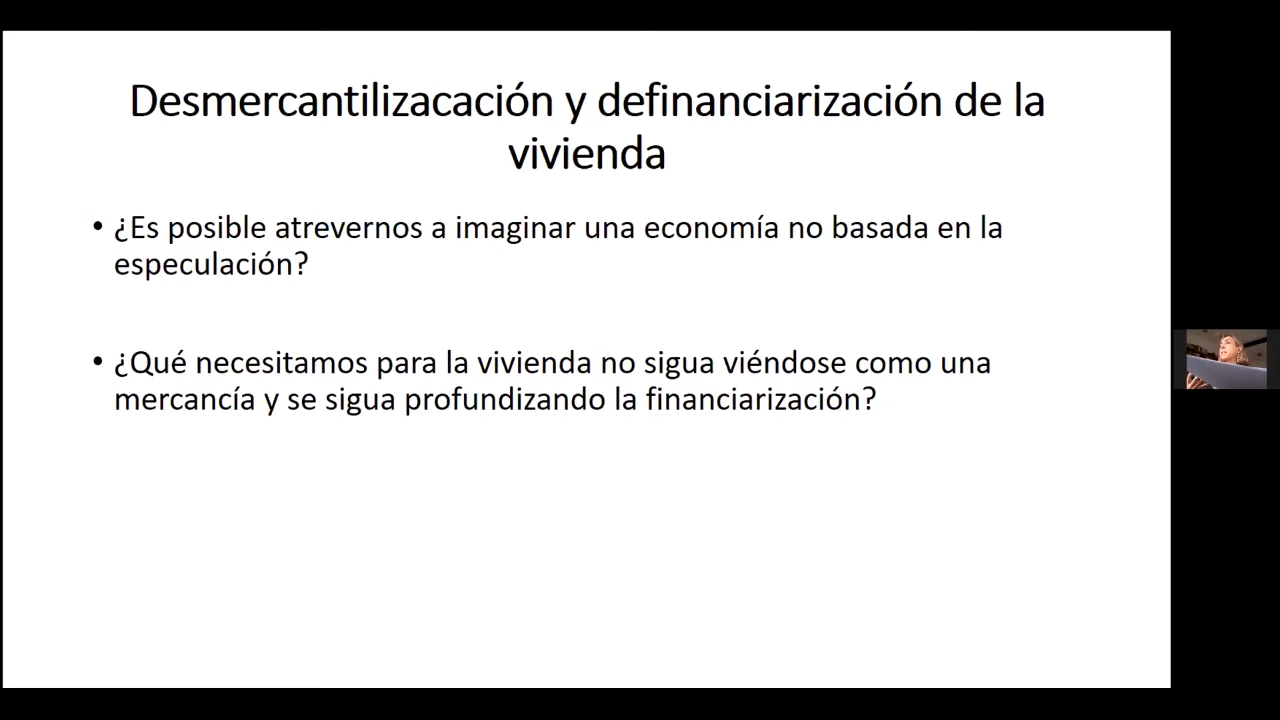 Desmercantilizacación y definanciarización de la
vivienda
• ¿Es posible atrevernos a imaginar una economía no basada en la
especulación?
• ¿Qué necesitamos para la vivienda no sigua viéndose como una
mercancía y se sigua profundizando la financiarización?